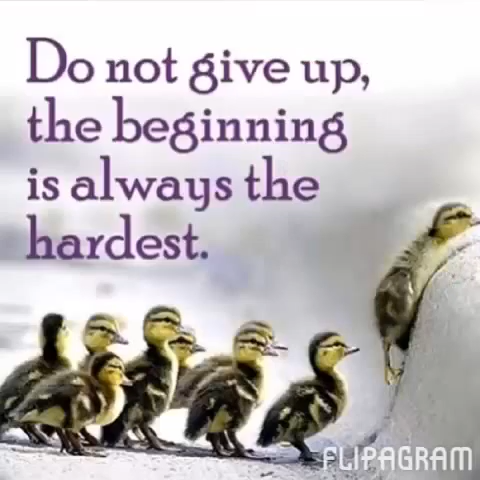 Do not give up,
the beginning
is always the
hardest.
FLIPAGRAM